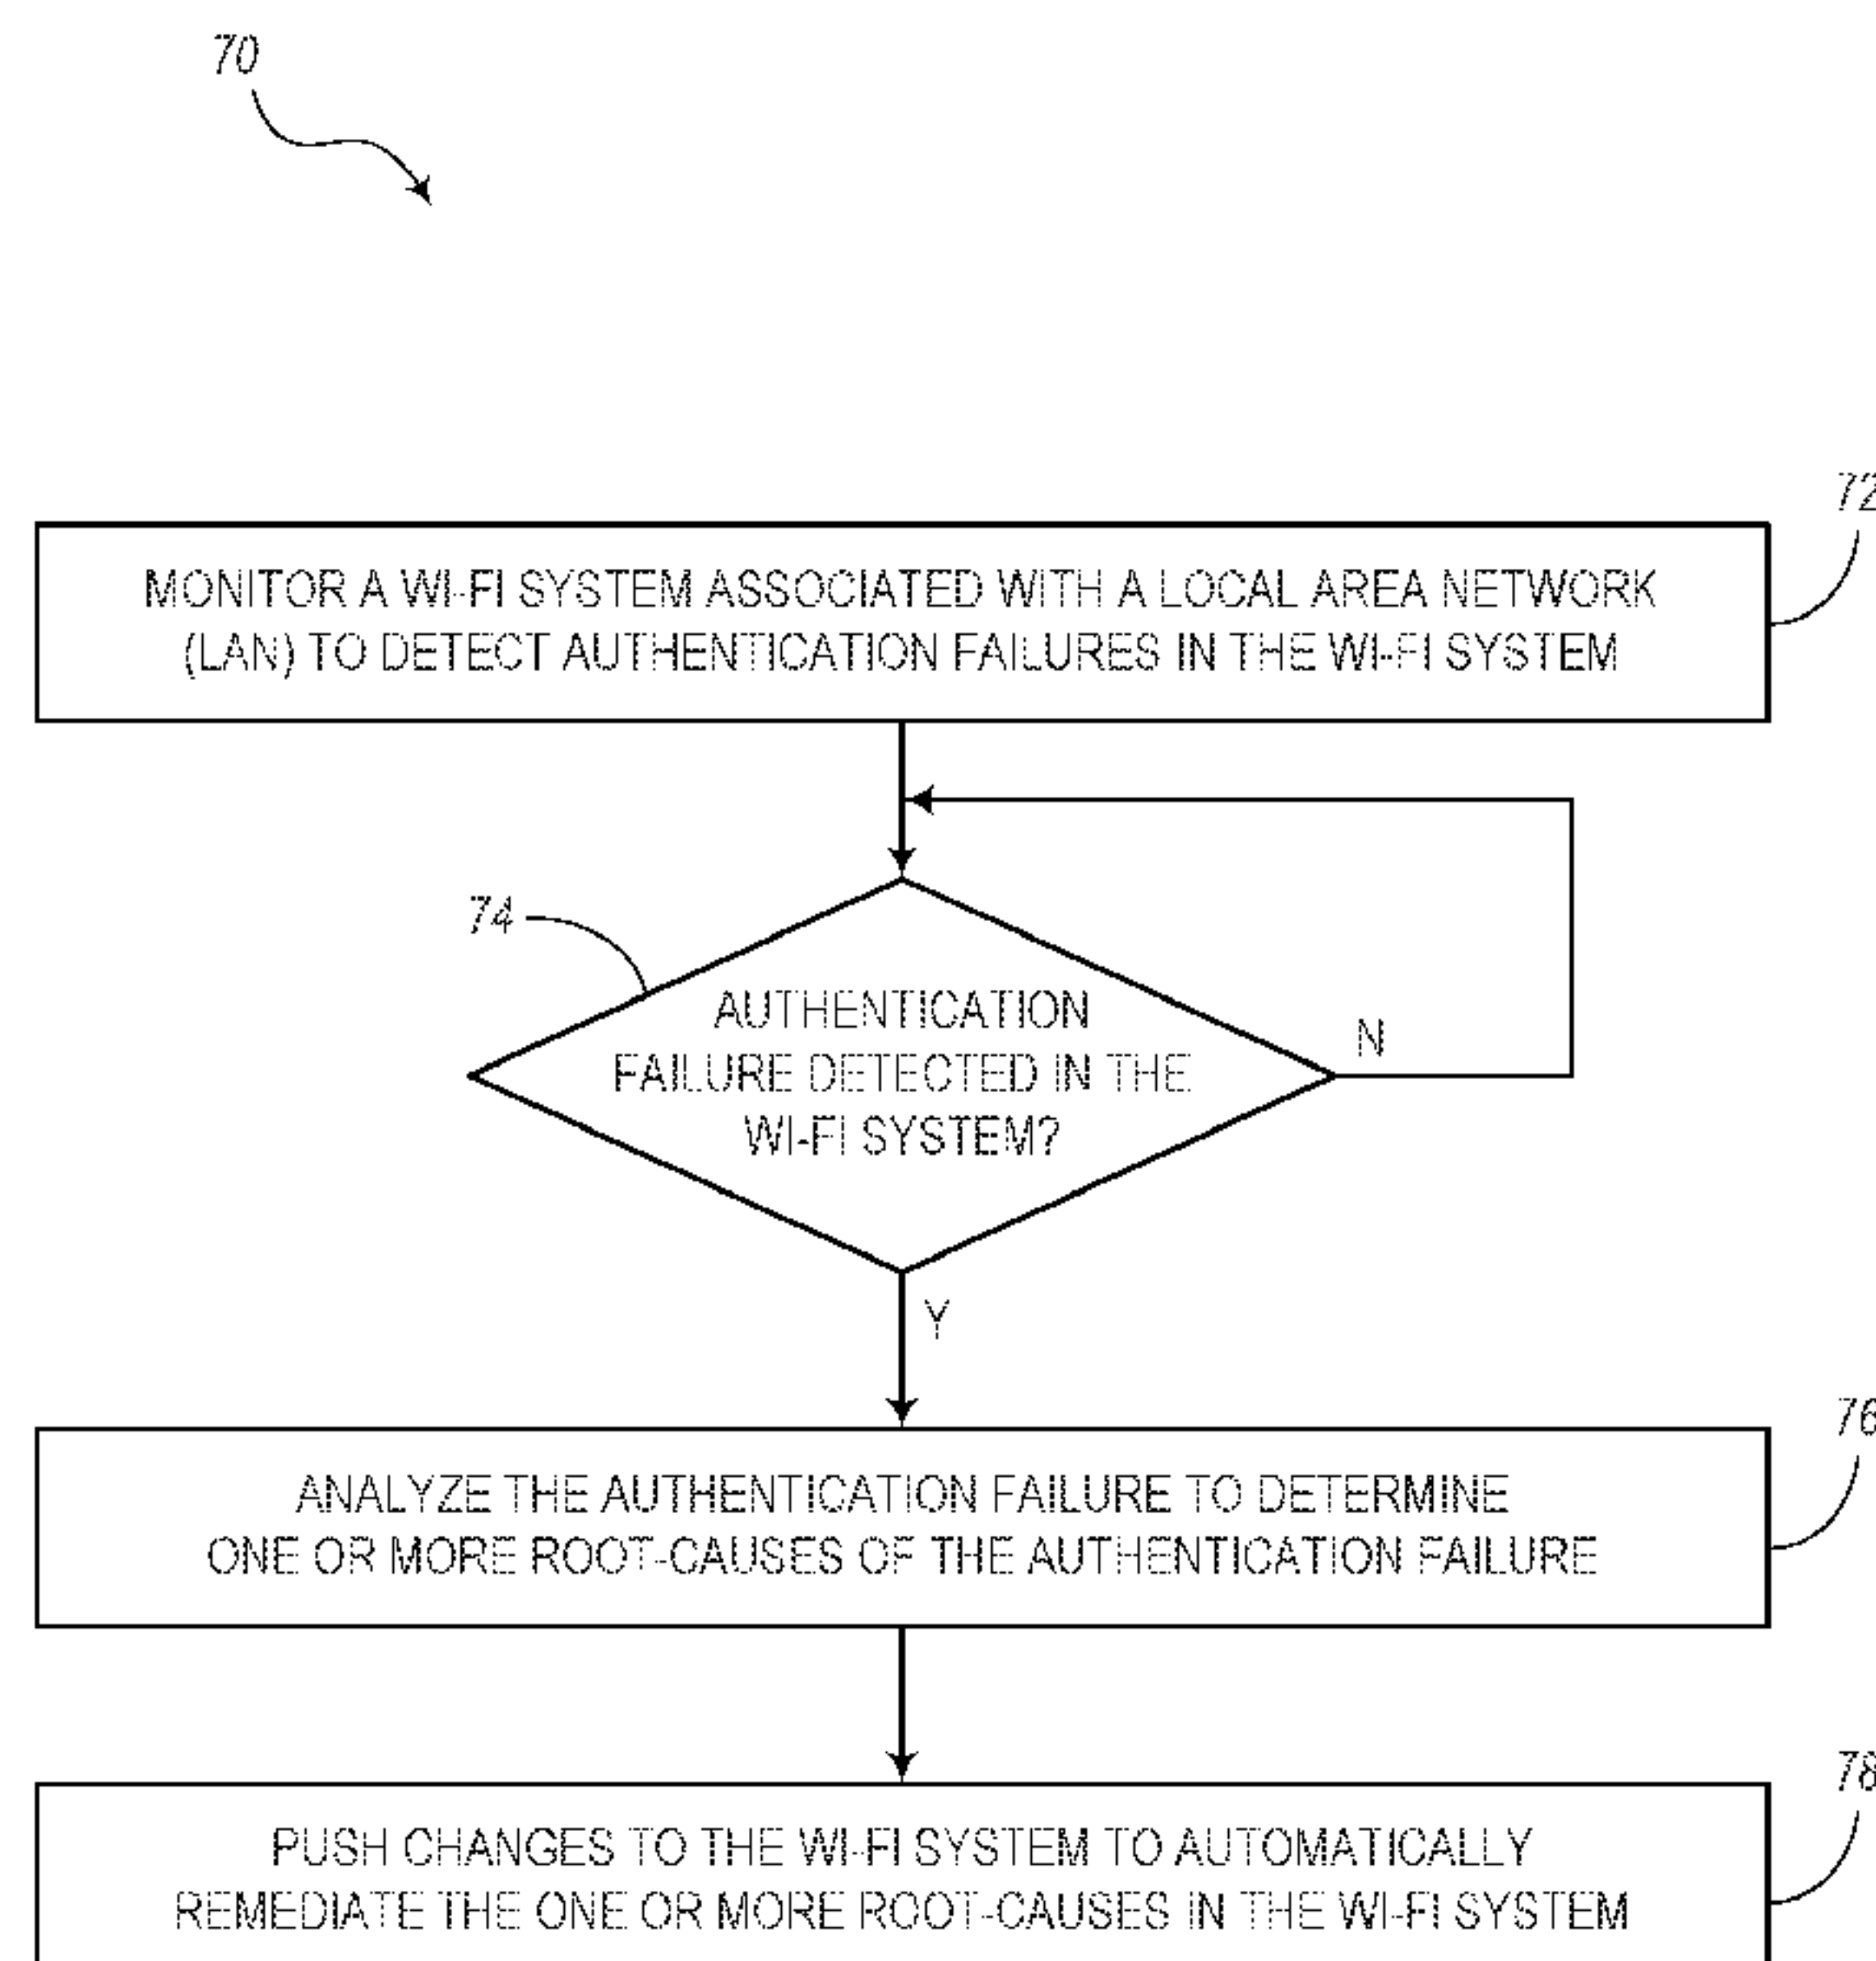 70
72
MONITOR A WI-FI SYSTEM ASSOCIATED WITH A LOCAL AREA NETWORK
(LAN) TO DETECT AUTHENTICATION FAILURES IN THE WI-FI SYSTEM
74
AUTHENTICATION
FAILURE DETECTED IN THE
WI-FI SYSTEM?
N
Y
76
ANALYZE THE AUTHENTICATION FAILURE TO DETERMINE
ONE OR MORE ROOT-CAUSES OF THE AUTHENTICATION FAILURE
78
PUSH CHANGES TO THE WI-FI SYSTEM TO AUTOMATICALLY
REMEDIATE THE ONE OR MORE ROOT-CAUSES IN THE WI-FI SYSTEM